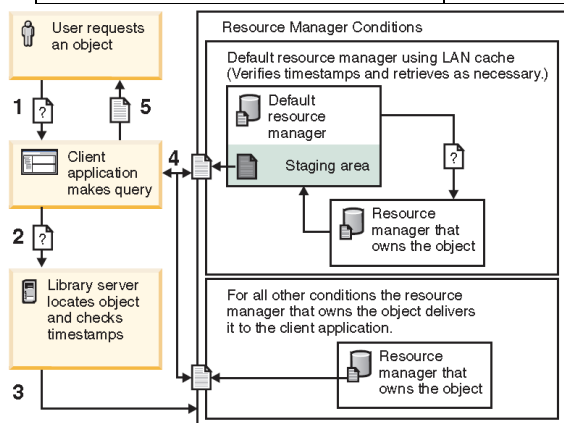 User requests
an object
1
?
5
Client
application
makes query
2
?
Library server
locates object
and checks
timestamps
3
4
Resource Manager Conditions
Default resource manager using LAN cache
(Verifies timestamps and retrieves as necessary.)
Default
resource
manager
Staging area
?
Resource
manager that
owns the object
For all other conditions the resource
manager that owns the object delivers
it to the client application.
Resource
manager that
owns the object